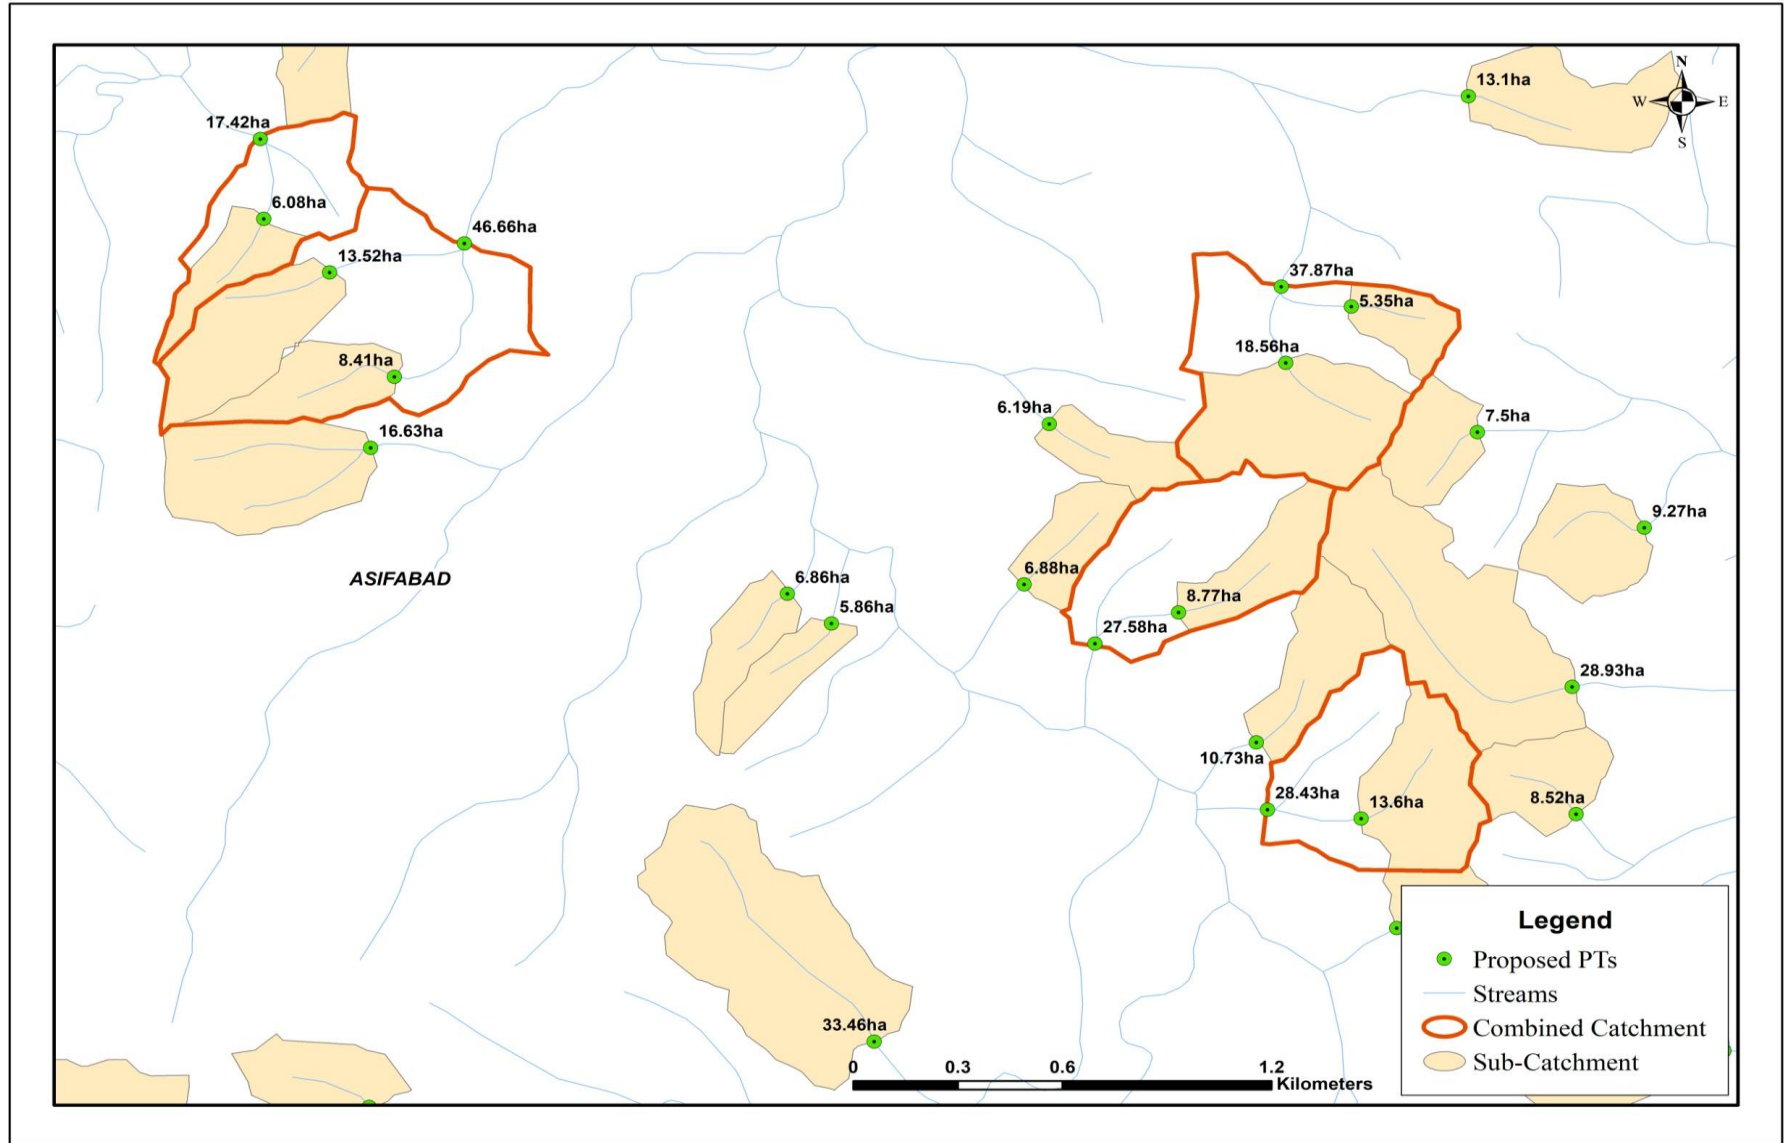 N
W E
S
13.1ha
17.42ha
6.08ha
46.66ha
13.52ha
37.87ha
5.35ha
18.56ha
8.41ha
6.19ha
7.5ha
16.63ha
9.27ha
ASIFABAD
6.86ha
5.86ha
6.88ha
8.77ha
27.58ha
28.93ha
10.73ha
28.43ha
13.6ha
8.52ha
33.46ha
0 0.3 0.6 1.2
Kilometers
Legend
Proposed PTs
Streams
Combined Catchment
Sub-Catchment